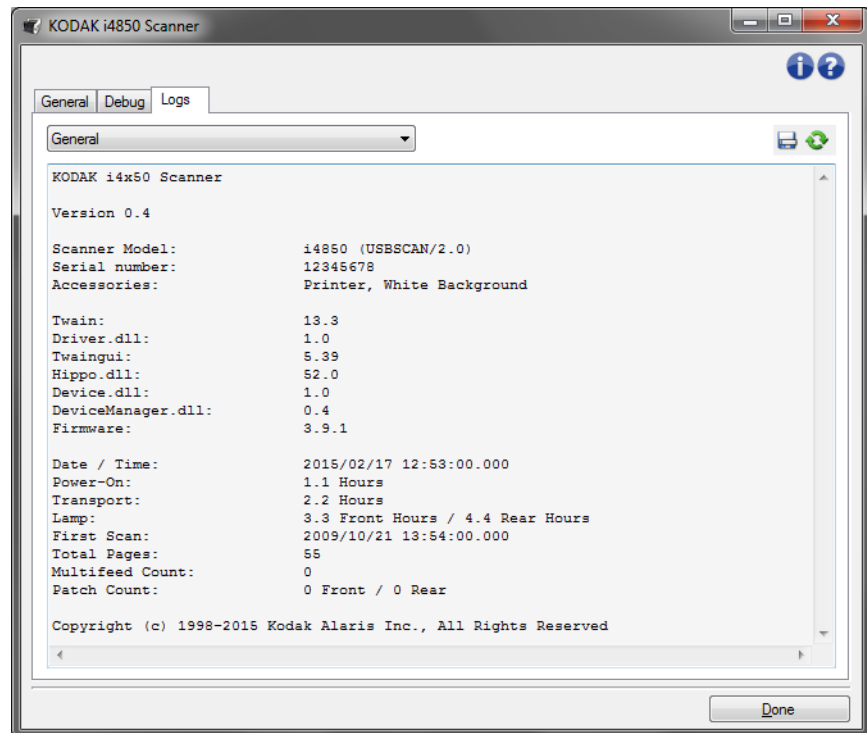 KODAK i4850 Scanner
General Debug Logs
General
KODAK i4x50 Scanner
Version 0.4
Scanner Model: i4850 (USBSCAN/2.0)
Serial number: 12345678
Accessories: Printer, White Background
Twain: 13.3
Driver.dll: 1.0
Twaingui: 5.39
Hippo.dll: 52.0
Device.dll: 1.0
DeviceManager.dll: 0.4
Firmware: 3.9.1
Date / Time: 2015/02/17 12:53:00.000
Power-On: 1.1 Hours
Transport: 2.2 Hours
Lamp: 3.3 Front Hours / 4.4 Rear Hours
First Scan: 2009/10/21 13:54:00.000
Total Pages: 55
Multifeed Count: 0
Patch Count: 0 Front / 0 Rear
Copyright (c) 1998-2015 Kodak Alaris Inc., All Rights Reserved
Done